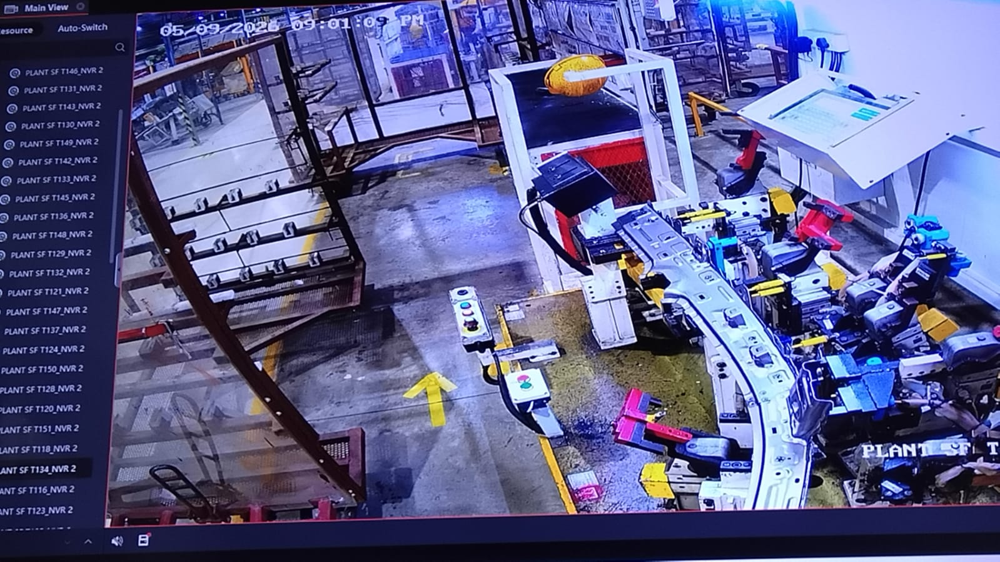 Main View
esource
Auto-Switch
05/09/2026 09:01:09 PM
PLANT SF T146_NVR 2
PLANT SF T131_NVR 2
PLANT SF T143_NVR 2
PLANT SF T130_NVR 2
PLANT SF T149_NVR 2
PLANT SF T142_NVR 2
PLANT SF T133_NVR 2
PLANT SF T145_NVR 2
PLANT SF T136_NVR 2
PLANT SF T148_NVR 2
PLANT SF T129_NVR 2
PLANT SF T132_NVR 2
PLANT SF T121_NVR 2
PLANT SF T147_NVR 2
PLANT SF T137_NVR 2
PLANT SF T124_NVR 2
PLANT SF T150_NVR 2
PLANT SF T128_NVR 2
PLANT SF T120_NVR 2
PLANT SF T151_NVR 2
LANT SF T118_NVR 2
ANT SF T134_NVR 2
ANT SF T116_NVR 2
ANT SF T123_NVR 2
PLANT SF T